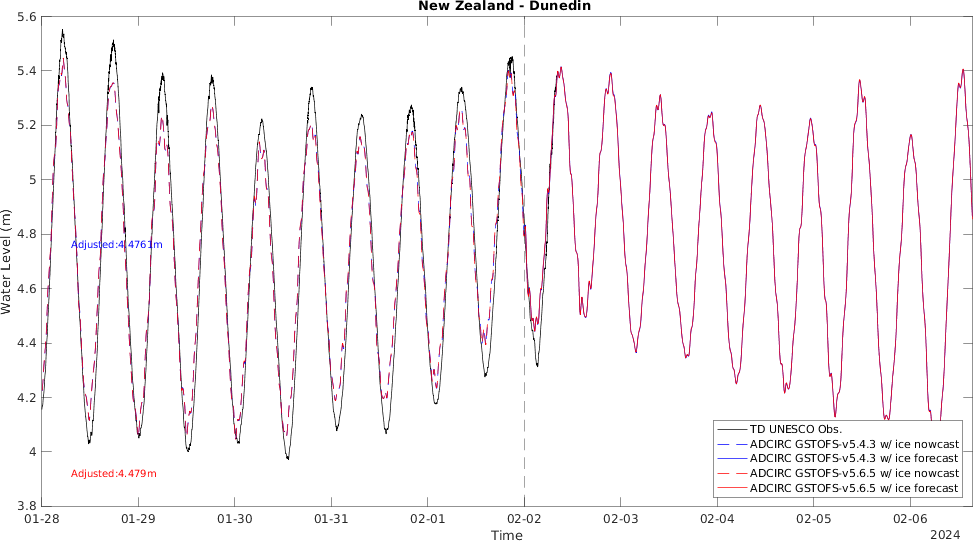 New Zealand - Dunedin
5.6
5.4
5.2
5
4.8
4.6
4.4
4.2
4
3.8
Water Level (m)
Adjusted:4.4761m
Adjusted:4.479m
TD UNESCO Obs.
ADCIRC GSTOFS-v5.4.3 w/ ice nowcast
ADCIRC GSTOFS-v5.4.3 w/ ice forecast
ADCIRC GSTOFS-v5.6.5 w/ ice nowcast
ADCIRC GSTOFS-v5.6.5 w/ ice forecast
01-28 01-29 01-30 01-31 02-01 02-02 02-03 02-04 02-05 02-06
Time
2024